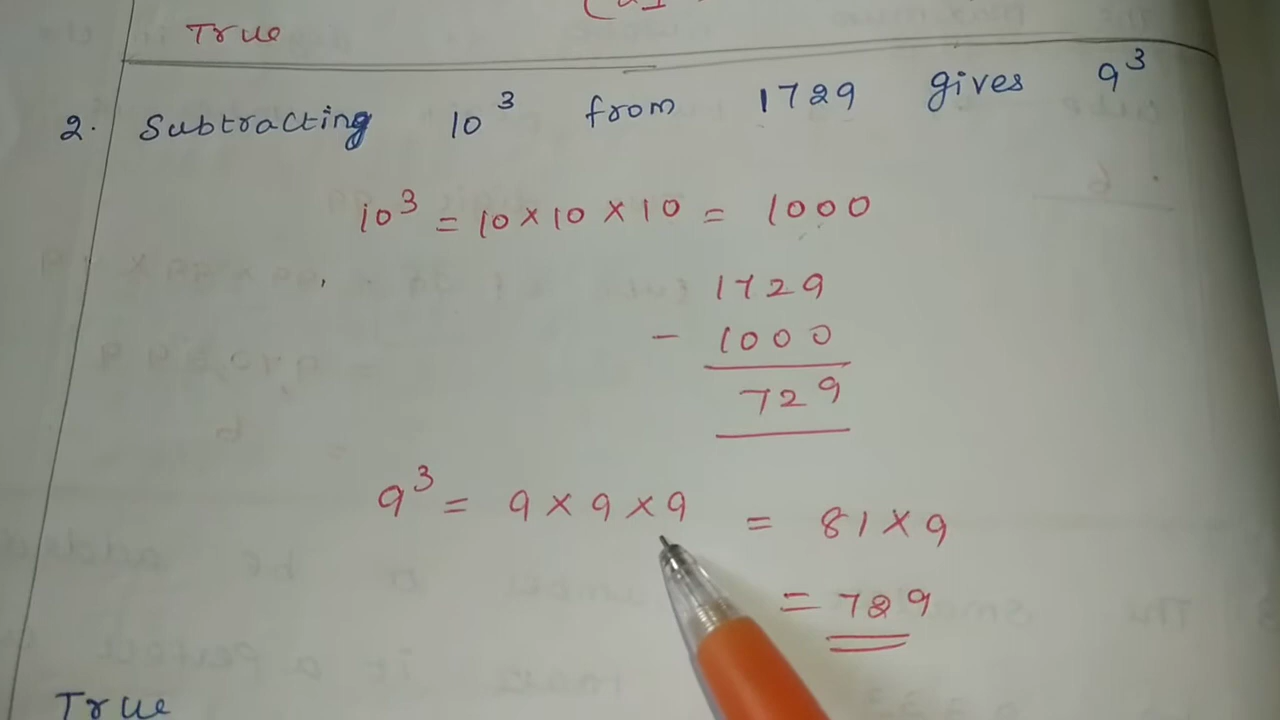 True
2. Subtracting 10³ from 1729 gives 9³
10³ = 10 × 10 × 10 = 1000
1729
- 1000
729
9³ = 9 × 9 × 9 = 81 × 9
= 729
True